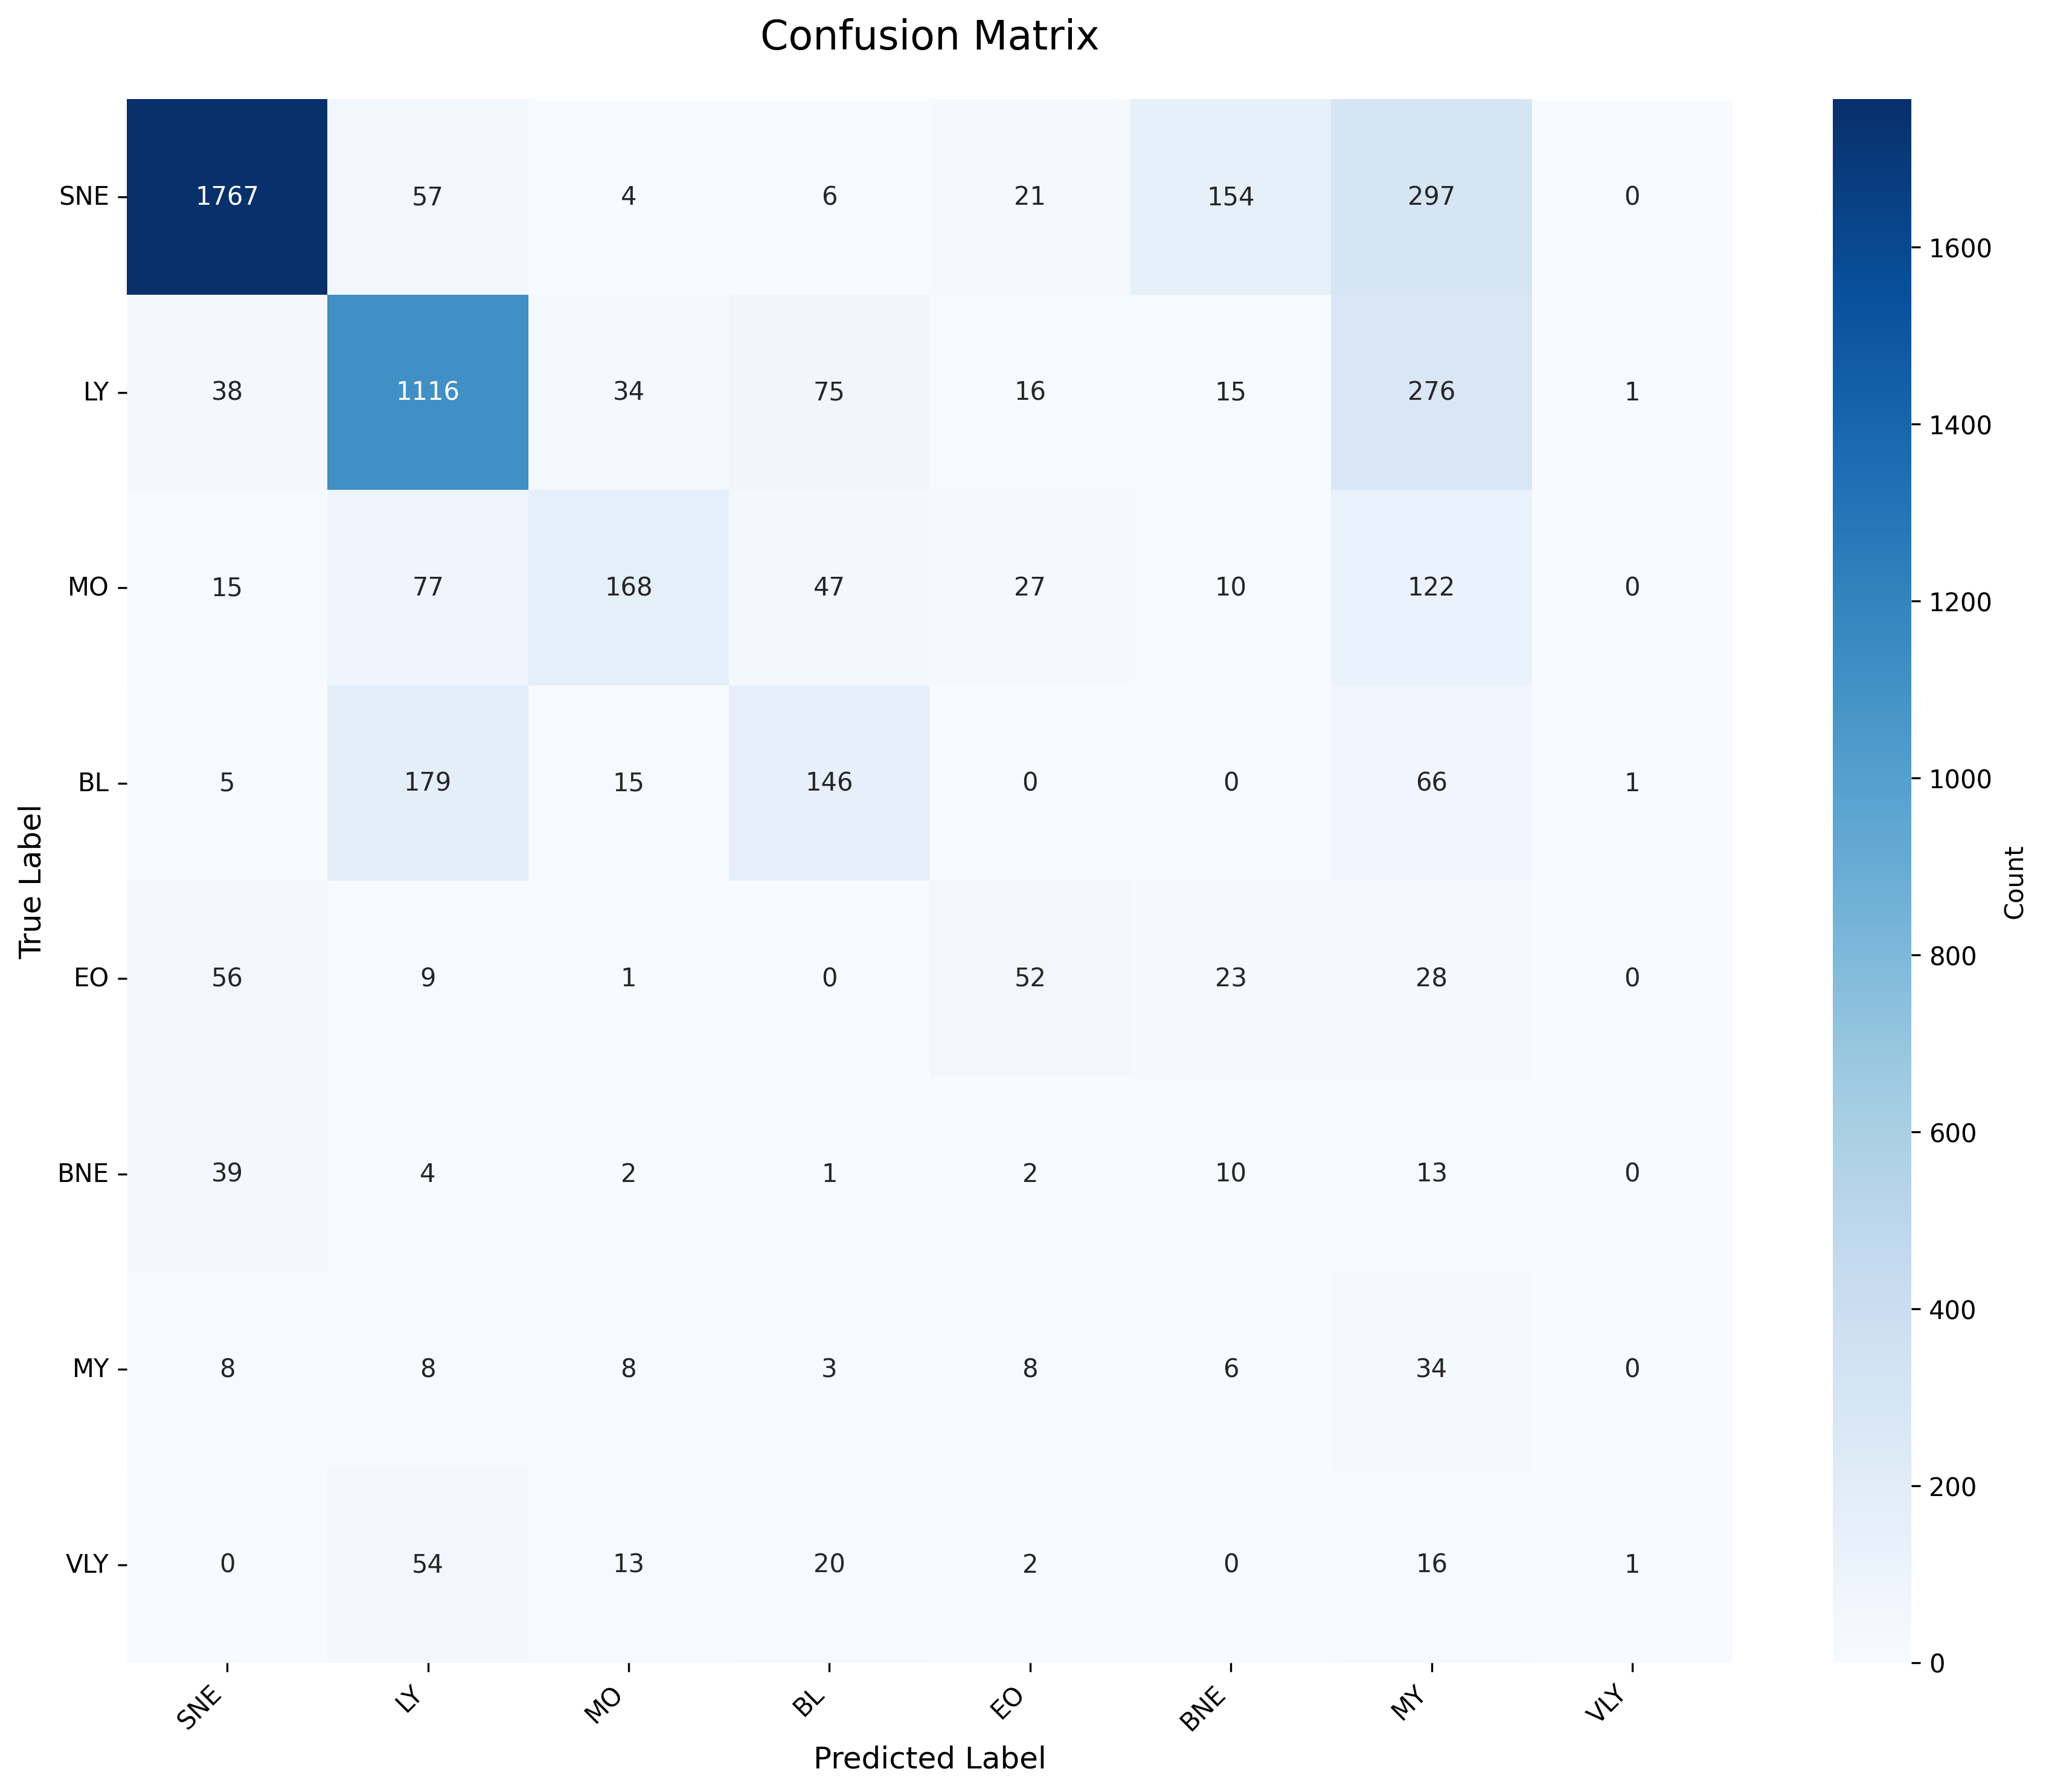 Confusion Matrix
SNE 1767 57 4 6 21 154 297 0
LY 38 1116 34 75 16 15 276 1
MO 15 77 168 47 27 10 122 0
BL 5 179 15 146 0 0 66 1
EO 56 9 1 0 52 23 28 0
BNE 39 4 2 1 2 10 13 0
MY 8 8 8 3 8 6 34 0
VLY 0 54 13 20 2 0 16 1
SNE LY MO BL EO BNE MY VLY
Predicted Label
True Label
1600
1400
1200
1000
800
600
400
200
0
Count